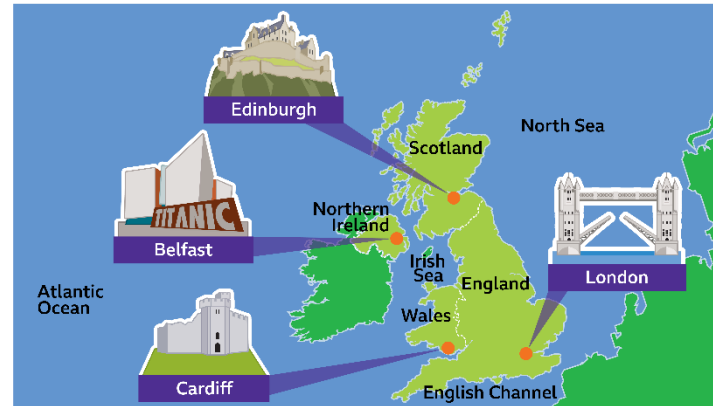 Edinburgh
North Sea
Scotland
TITANIC
Northern
Ireland
Belfast
Irish
Sea
London
England
Atlantic
Ocean
Wales
Cardiff
English Channel